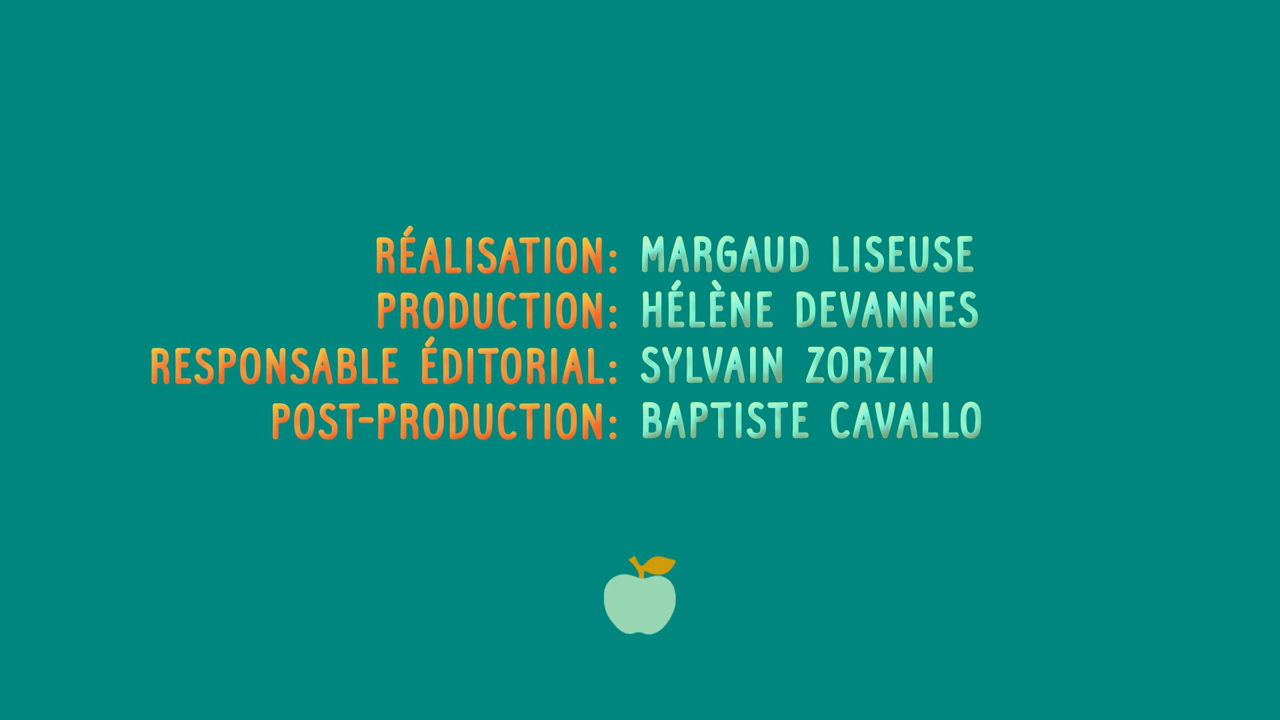 RÉALISATION: MARGAUD LISEUSE
PRODUCTION: HÉLÈNE DEVANNES
RESPONSABLE ÉDITORIAL: SYLVAIN ZORZIN
POST-PRODUCTION: BAPTISTE CAVALLO